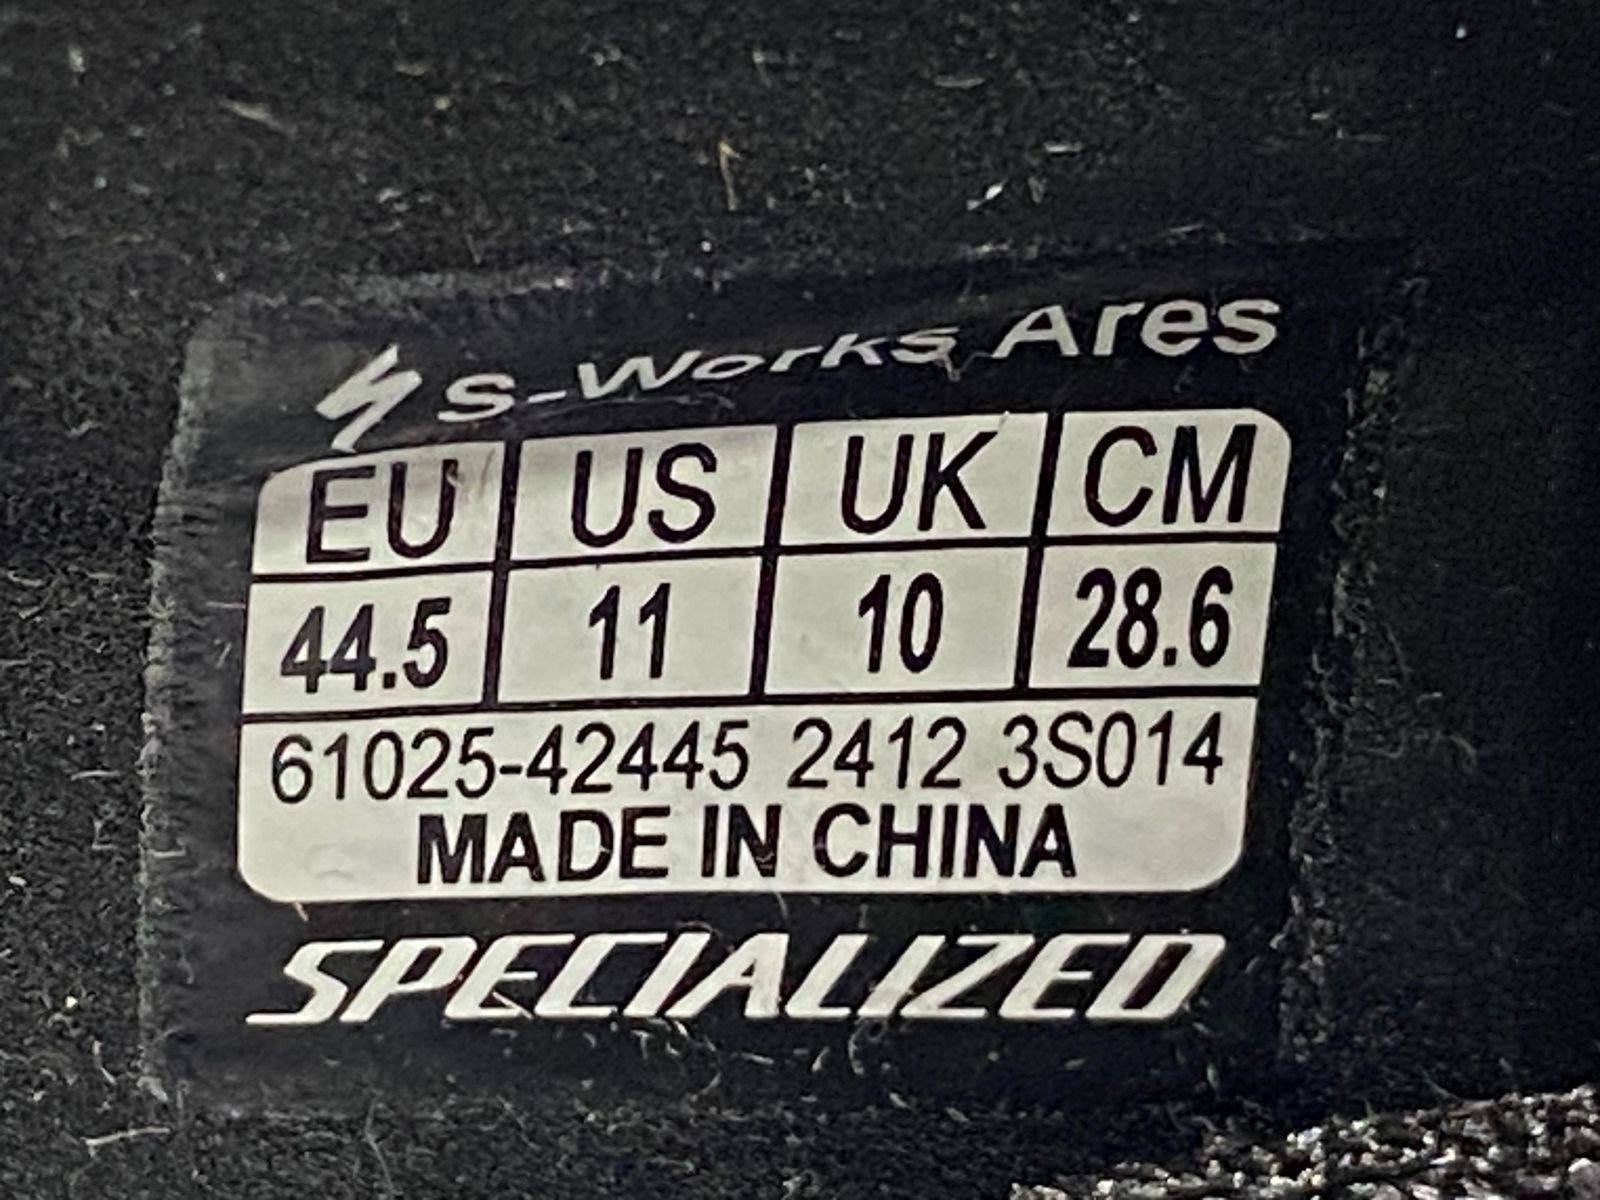 S-Works Ares
EU US UK CM
44.5 11 10 28.6
61025-42445 2412 3S014
MADE IN CHINA
SPECIALIZED